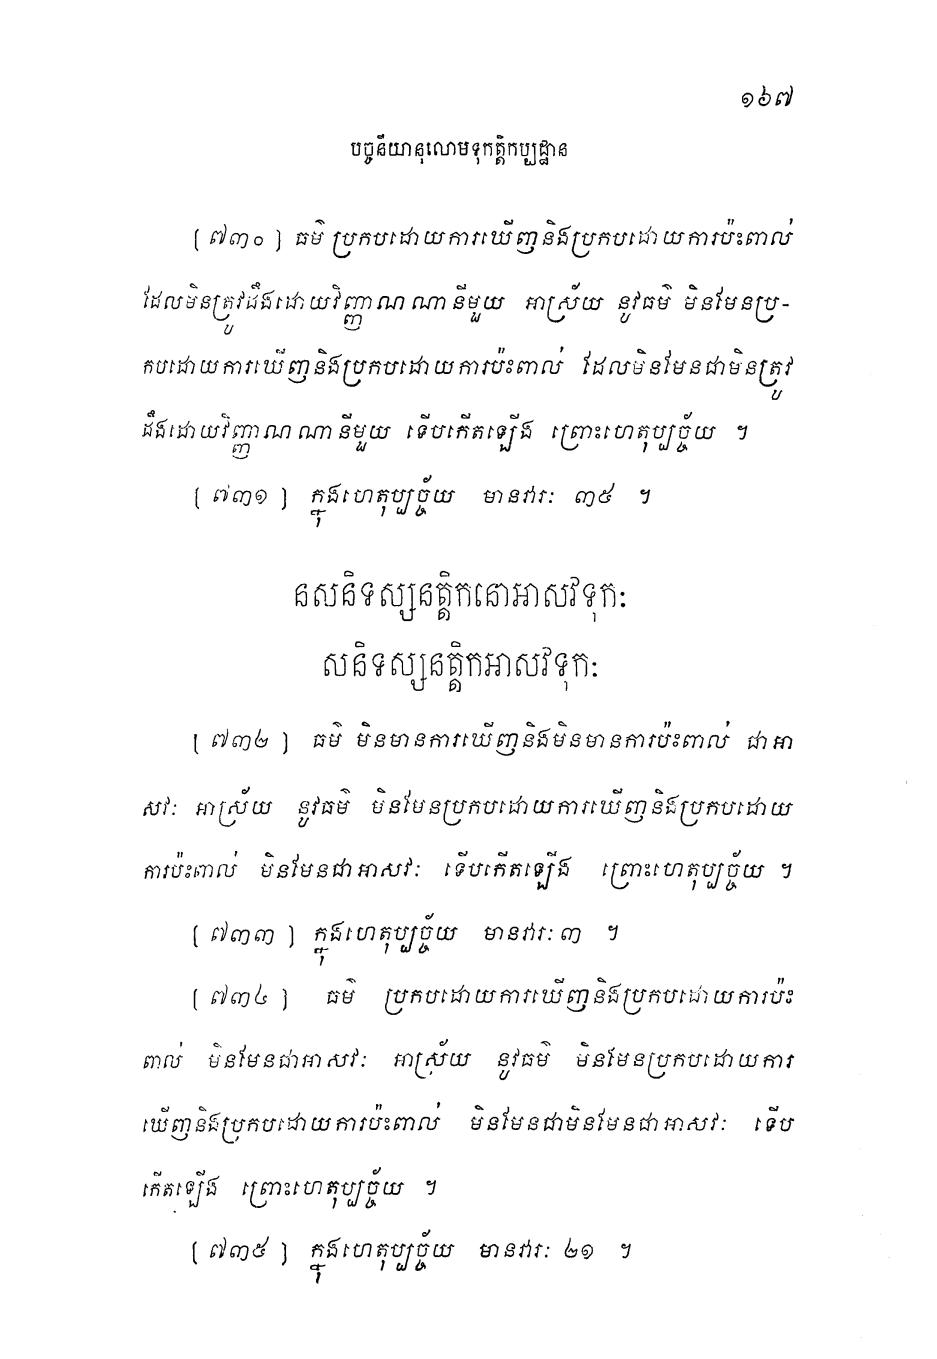 ១៦៧
បច្ចនីយានុលោមទុកត្តិកប្បដ្ឋាន
[ ៧៣០ ] ធម៌ ប្រកបដោយការឃើញនិងប្រកបដោយការប៉ះពាល់
ដែលមិនត្រូវដឹងដោយវិញ្ញាណណានីមួយ អាស្រ័យ នូវធម៌ មិនមែនប្រ-
កបដោយការឃើញនិងប្រកបដោយការប៉ះពាល់ ដែលមិនមែនជាមិនត្រូវ
ដឹងដោយវិញ្ញាណណានីមួយ ទើបកើតឡើង ព្រោះហេតុប្បច្ច័យ ។
[ ៧៣១ ] ក្នុងហេតុប្បច្ច័យ មានវារៈ ៣៥ ។
នសនិទស្សនត្តិកនោអាសវទុកៈ
សនិទស្សនត្តិកអាសវទុកៈ
[ ៧៣២ ] ធម៌ មិនមានការឃើញនិងមិនមានការប៉ះពាល់ ជាអា
សវៈ អាស្រ័យ នូវធម៌ មិនមែនប្រកបដោយការឃើញនិងប្រកបដោយ
ការប៉ះពាល់ មិនមែនជាអាសវៈ ទើបកើតឡើង ព្រោះហេតុប្បច្ច័យ ។
[ ៧៣៣ ] ក្នុងហេតុប្បច្ច័យ មានវារៈ ៣ ។
[ ៧៣៤ ] ធម៌ ប្រកបដោយការឃើញនិងប្រកបដោយការប៉ះ
ពាល់ មិនមែនជាអាសវៈ អាស្រ័យ នូវធម៌ មិនមែនប្រកបដោយការ
ឃើញនិងប្រកបដោយការប៉ះពាល់ មិនមែនជាមិនមែនជាអាសវៈ ទើប
កើតឡើង ព្រោះហេតុប្បច្ច័យ ។
[ ៧៣៥ ] ក្នុងហេតុប្បច្ច័យ មានវារៈ ២១ ។